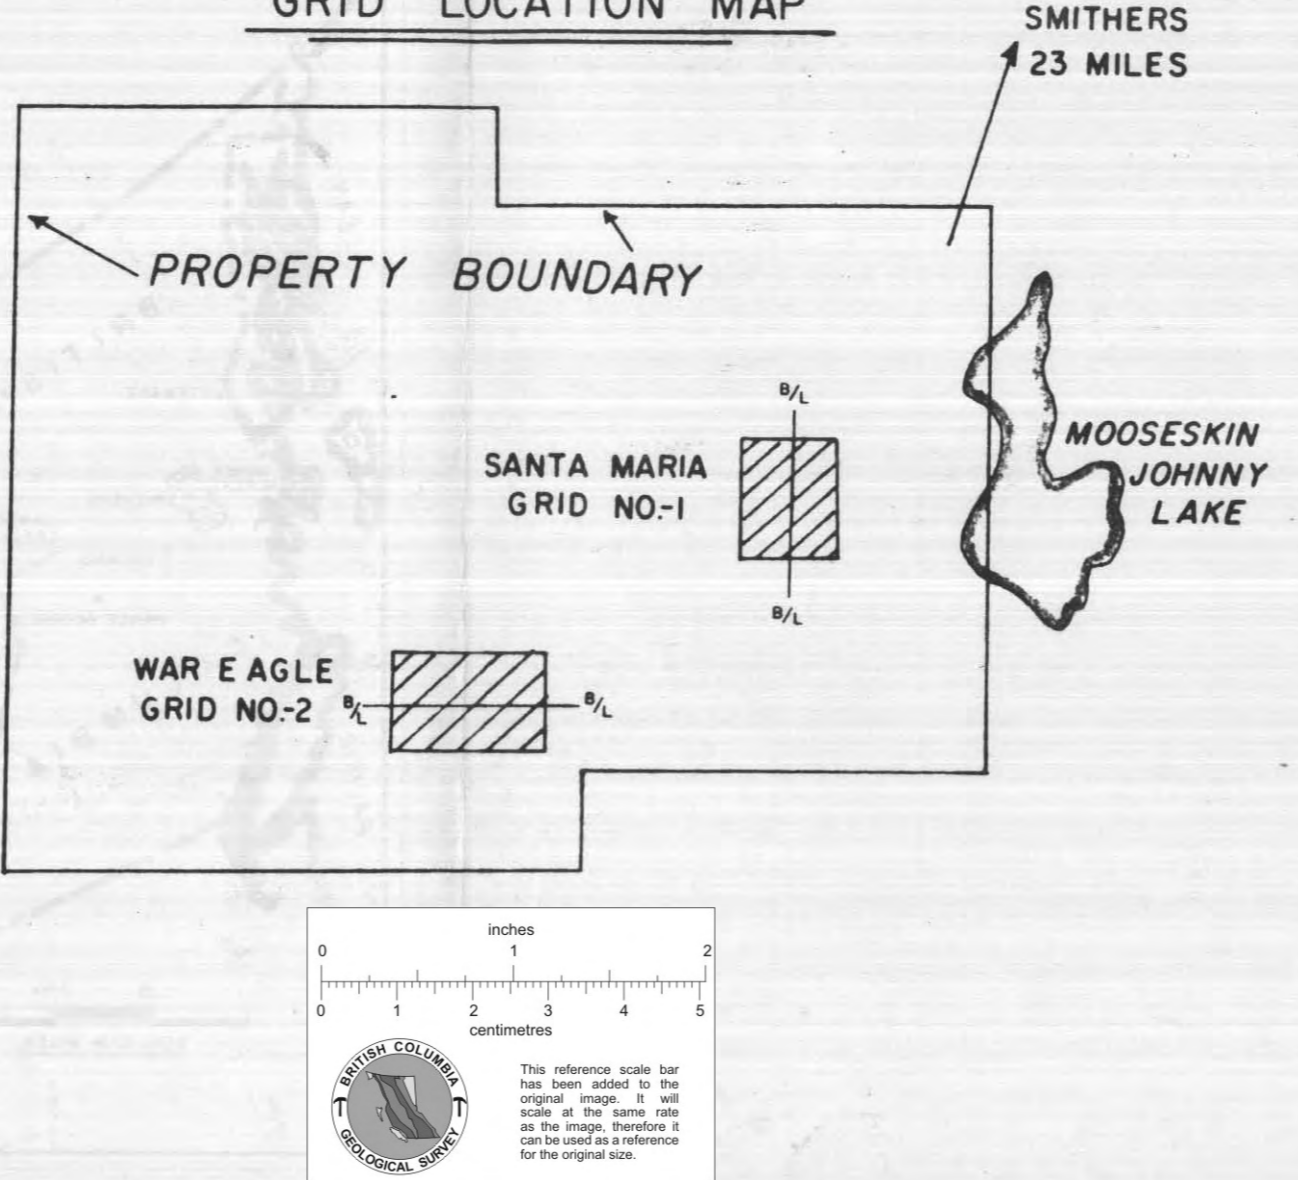 GRID LOCATION MAP
SMITHERS
23 MILES
PROPERTY BOUNDARY
B/L
SANTA MARIA
GRID NO.-1
MOOSESKIN
JOHNNY
LAKE
B/L
WAR EAGLE
GRID NO.-2
B/L
B/L
inches
0 1 2
0 1 2 3 4 5
centimetres
BRITISH COLUMBIA
GEOLOGICAL SURVEY
This reference scale bar
has been added to the
original image. It will
scale at the same rate
as the image, therefore it
can be used as a reference
for the original size.